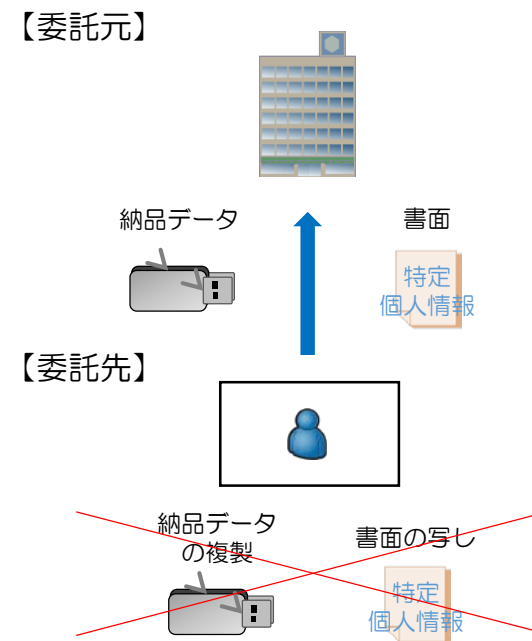 【委託元】
納品データ
書面
特定
個人情報
【委託先】
納品データ
の複製
書面の写し
特定
個人情報